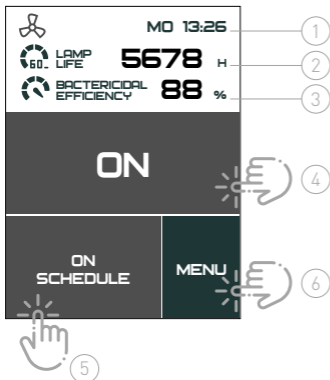 MO 13:26 1
60 LAMP LIFE 5678 H 2
BACTERICIDAL EFFICIENCY 88 % 3
ON 4
ON SCHEDULE
MENU 6
5